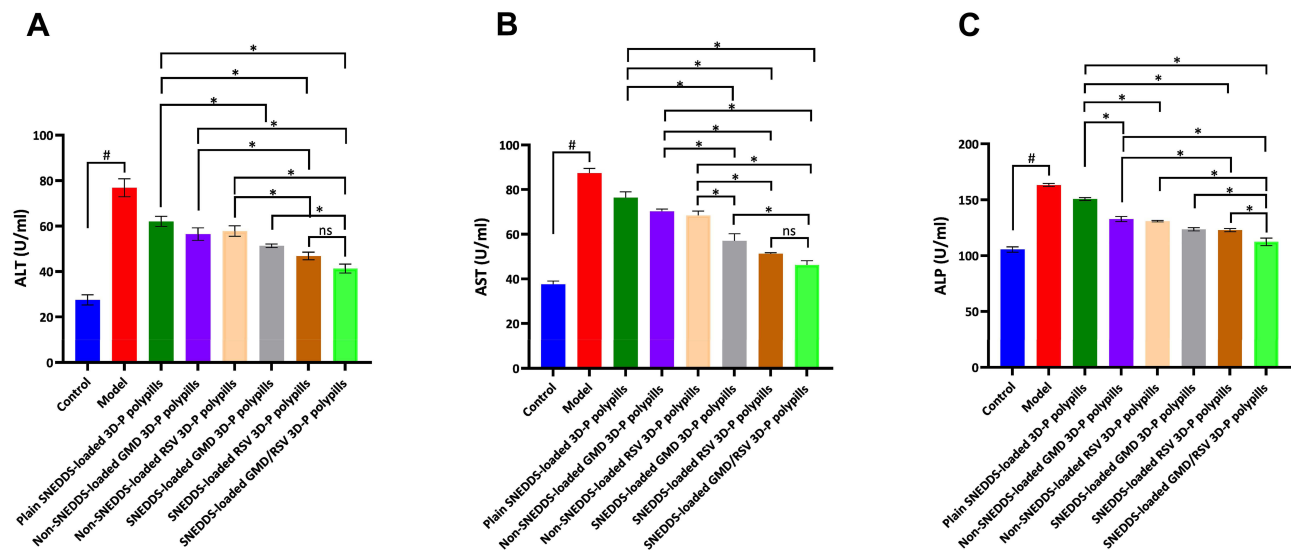 A
*
*
*
*
*
*
*
*
ns
#
ALT (U/ml)
100
80
60
40
20
0
Control
Model
Plain SNEDDS-loaded 3D-P polypills
Non-SNEDDS-loaded GMD 3D-P polypills
Non-SNEDDS-loaded RSV 3D-P polypills
SNEDDS-loaded GMD 3D-P polypills
SNEDDS-loaded RSV 3D-P polypills
SNEDDS-loaded GMD/RSV 3D-P polypills
B
*
*
*
*
*
*
*
*
*
*
ns
#
AST (U/ml)
100
80
60
40
20
0
Control
Model
Plain SNEDDS-loaded 3D-P polypills
Non-SNEDDS-loaded GMD 3D-P polypills
Non-SNEDDS-loaded RSV 3D-P polypills
SNEDDS-loaded GMD 3D-P polypills
SNEDDS-loaded RSV 3D-P polypills
SNEDDS-loaded GMD/RSV 3D-P polypills
C
*
*
*
*
*
*
*
*
*
#
ALP (U/ml)
200
150
100
50
0
Control
Model
Plain SNEDDS-loaded 3D-P polypills
Non-SNEDDS-loaded GMD 3D-P polypills
Non-SNEDDS-loaded RSV 3D-P polypills
SNEDDS-loaded GMD 3D-P polypills
SNEDDS-loaded RSV 3D-P polypills
SNEDDS-loaded GMD/RSV 3D-P polypills